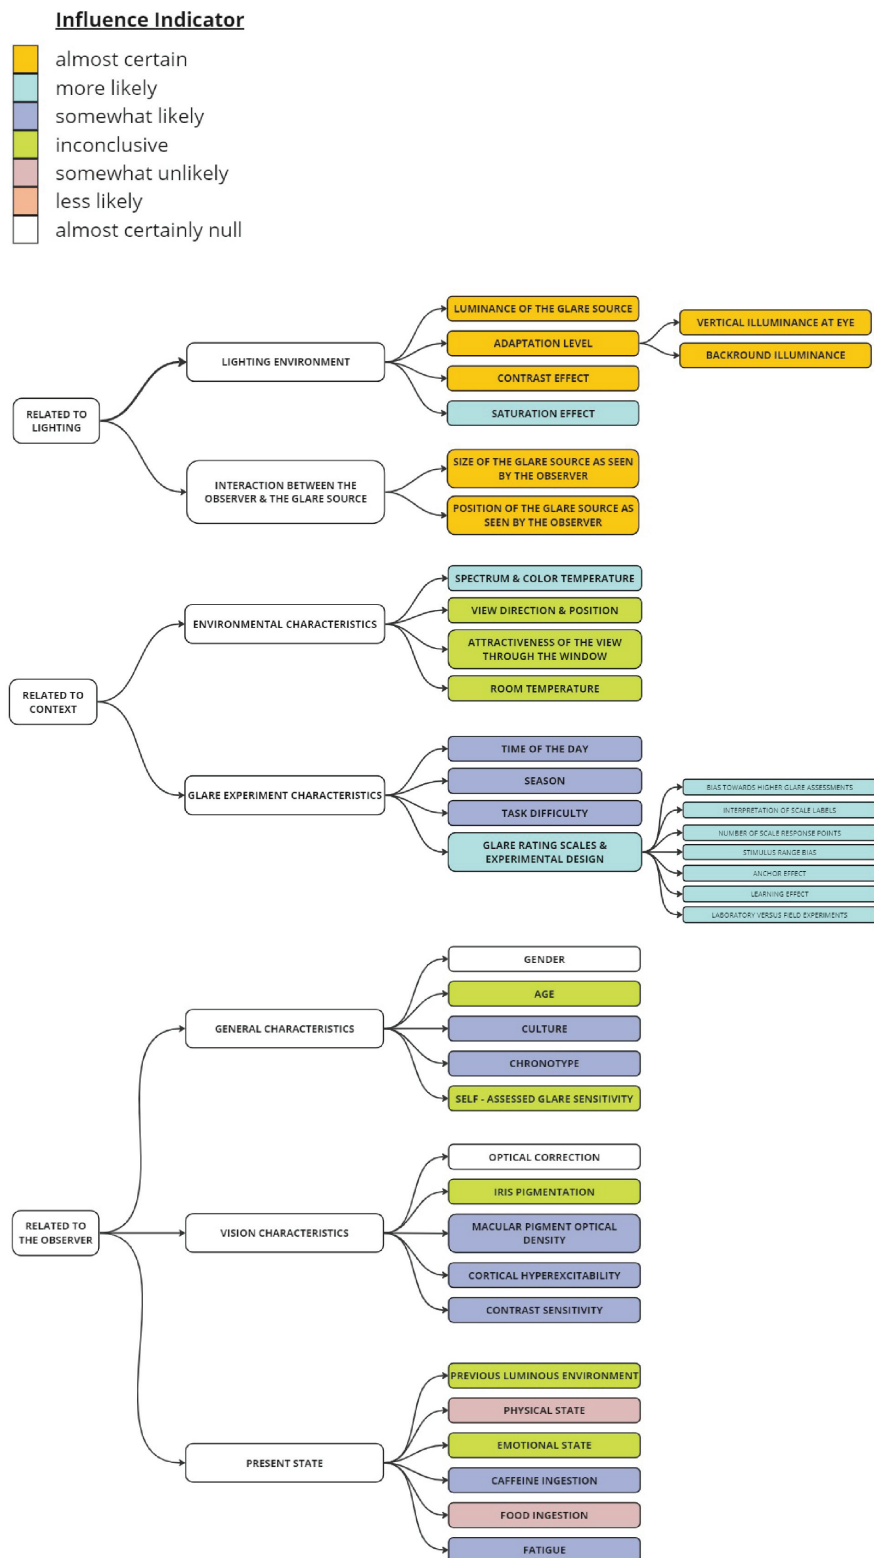 Influence Indicator
almost certain
more likely
somewhat likely
inconclusive
somewhat unlikely
less likely
almost certainly null
RELATED TO
LIGHTING
LIGHTING ENVIRONMENT
LUMINANCE OF THE GLARE SOURCE
ADAPTATION LEVEL
VERTICAL ILLUMINANCE AT EYE
BACKROUND ILLUMINANCE
CONTRAST EFFECT
SATURATION EFFECT
INTERACTION BETWEEN THE
OBSERVER & THE GLARE SOURCE
SIZE OF THE GLARE SOURCE AS SEEN
BY THE OBSERVER
POSITION OF THE GLARE SOURCE AS
SEEN BY THE OBSERVER
RELATED TO
CONTEXT
ENVIRONMENTAL CHARACTERISTICS
SPECTRUM & COLOR TEMPERATURE
VIEW DIRECTION & POSITION
ATTRACTIVENESS OF THE VIEW
THROUGH THE WINDOW
ROOM TEMPERATURE
GLARE EXPERIMENT CHARACTERISTICS
TIME OF THE DAY
SEASON
TASK DIFFICULTY
GLARE RATING SCALES &
EXPERIMENTAL DESIGN
BIAS TOWARDS HIGHER GLARE ASSESSMENTS
INTERPRETATION OF SCALE LABELS
NUMBER OF SCALE RESPONSE POINTS
STIMULUS RANGE BIAS
ANCHOR EFFECT
LEARNING EFFECT
LABORATORY VERSUS FIELD EXPERIMENTS
RELATED TO
THE OBSERVER
GENERAL CHARACTERISTICS
GENDER
AGE
CULTURE
CHRONOTYPE
SELF - ASSESSED GLARE SENSITIVITY
VISION CHARACTERISTICS
OPTICAL CORRECTION
IRIS PIGMENTATION
MACULAR PIGMENT OPTICAL
DENSITY
CORTICAL HYPEREXCITABILITY
CONTRAST SENSITIVITY
PRESENT STATE
PREVIOUS LUMINOUS ENVIRONMENT
PHYSICAL STATE
EMOTIONAL STATE
CAFFEINE INGESTION
FOOD INGESTION
FATIGUE